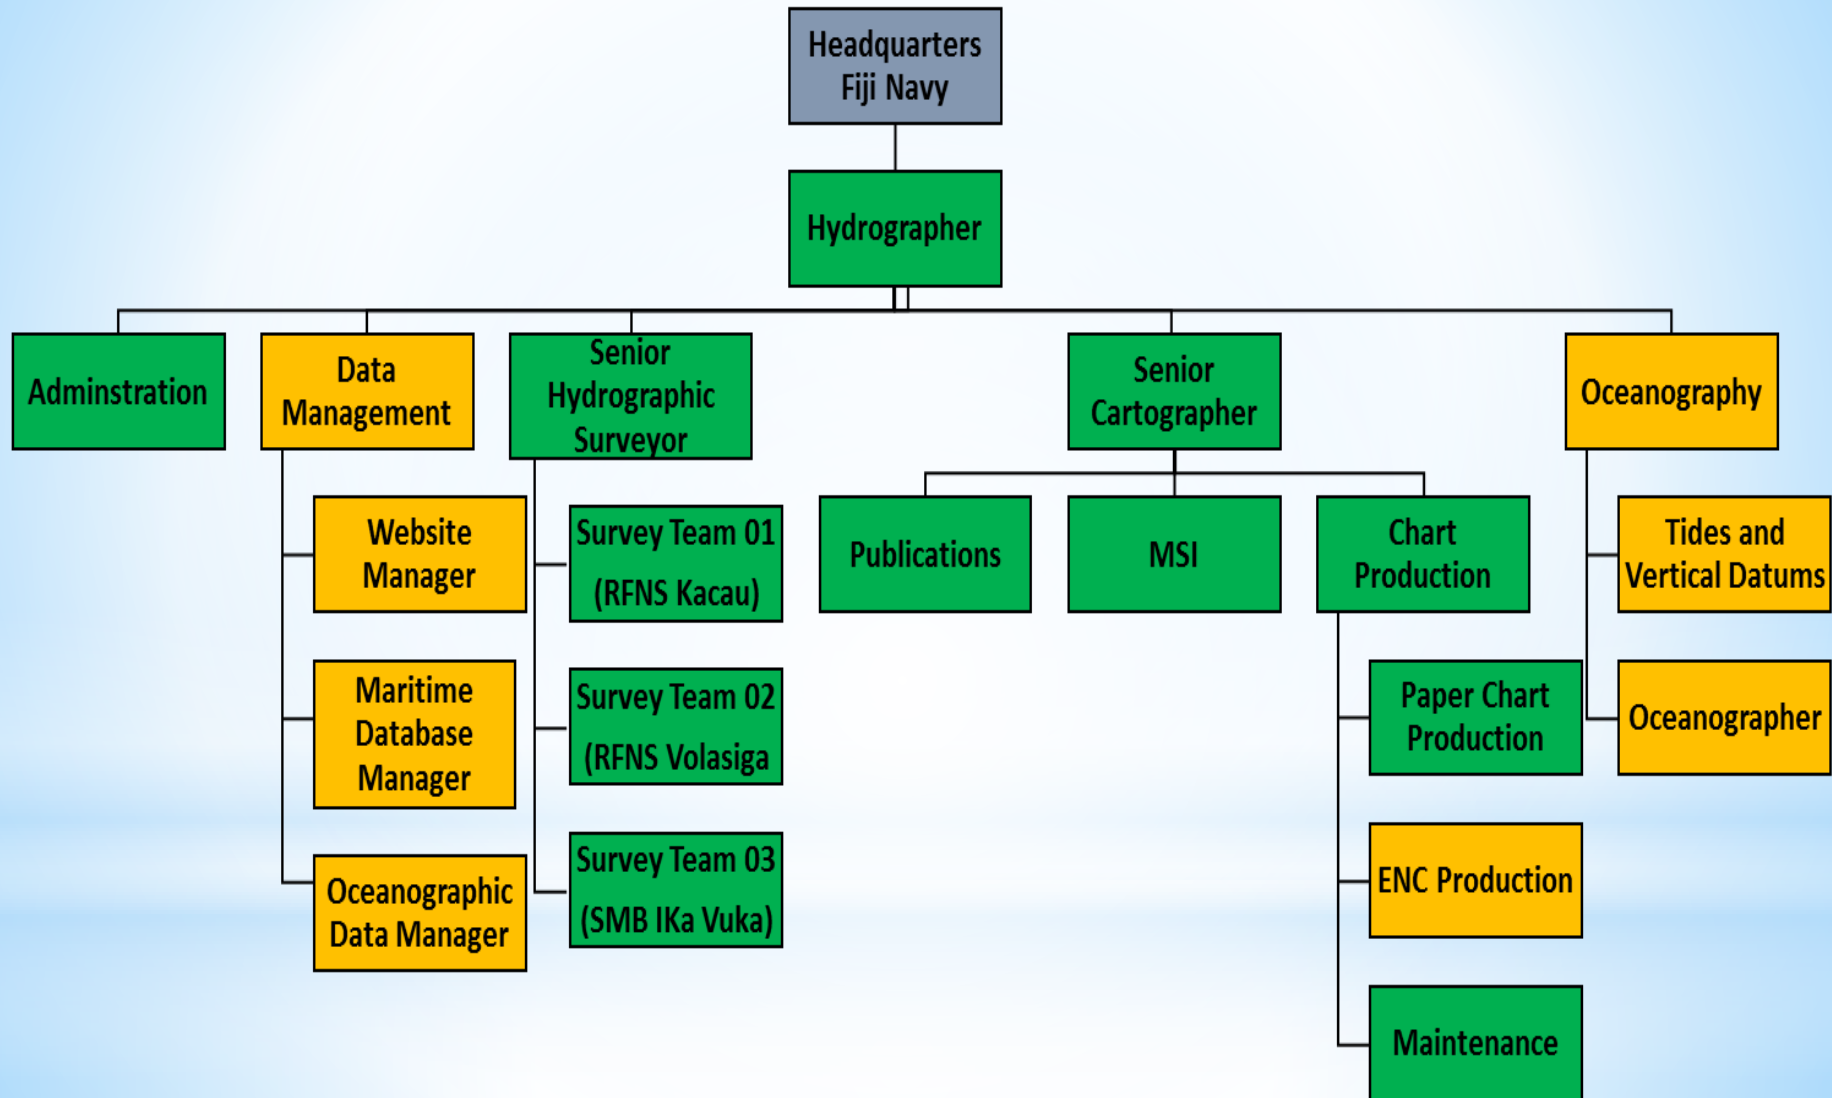 Headquarters
Fiji Navy
Hydrographer
Adminstration
Data
Management
Senior
Hydrographic
Surveyor
Senior
Cartographer
Oceanography
Website
Manager
Maritime
Database
Manager
Oceanographic
Data Manager
Survey Team 01
(RFNS Kacau)
Survey Team 02
(RFNS Volasiga
Survey Team 03
(SMB IKa Vuka)
Publications
MSI
Chart
Production
Paper Chart
Production
ENC Production
Maintenance
Tides and
Vertical Datums
Oceanographer